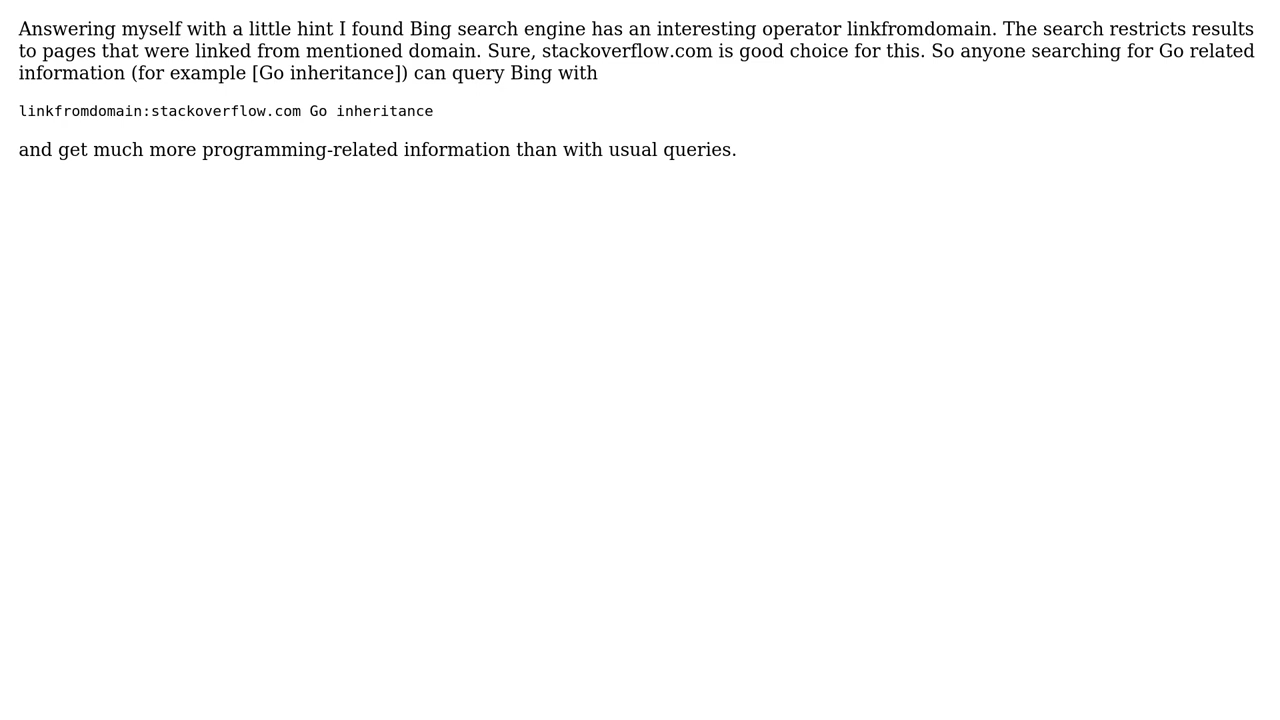 Answering myself with a little hint I found Bing search engine has an interesting operator linkfromdomain. The search restricts results
to pages that were linked from mentioned domain. Sure, stackoverflow.com is good choice for this. So anyone searching for Go related
information (for example [Go inheritance]) can query Bing with
linkfromdomain:stackoverflow.com Go inheritance
and get much more programming-related information than with usual queries.